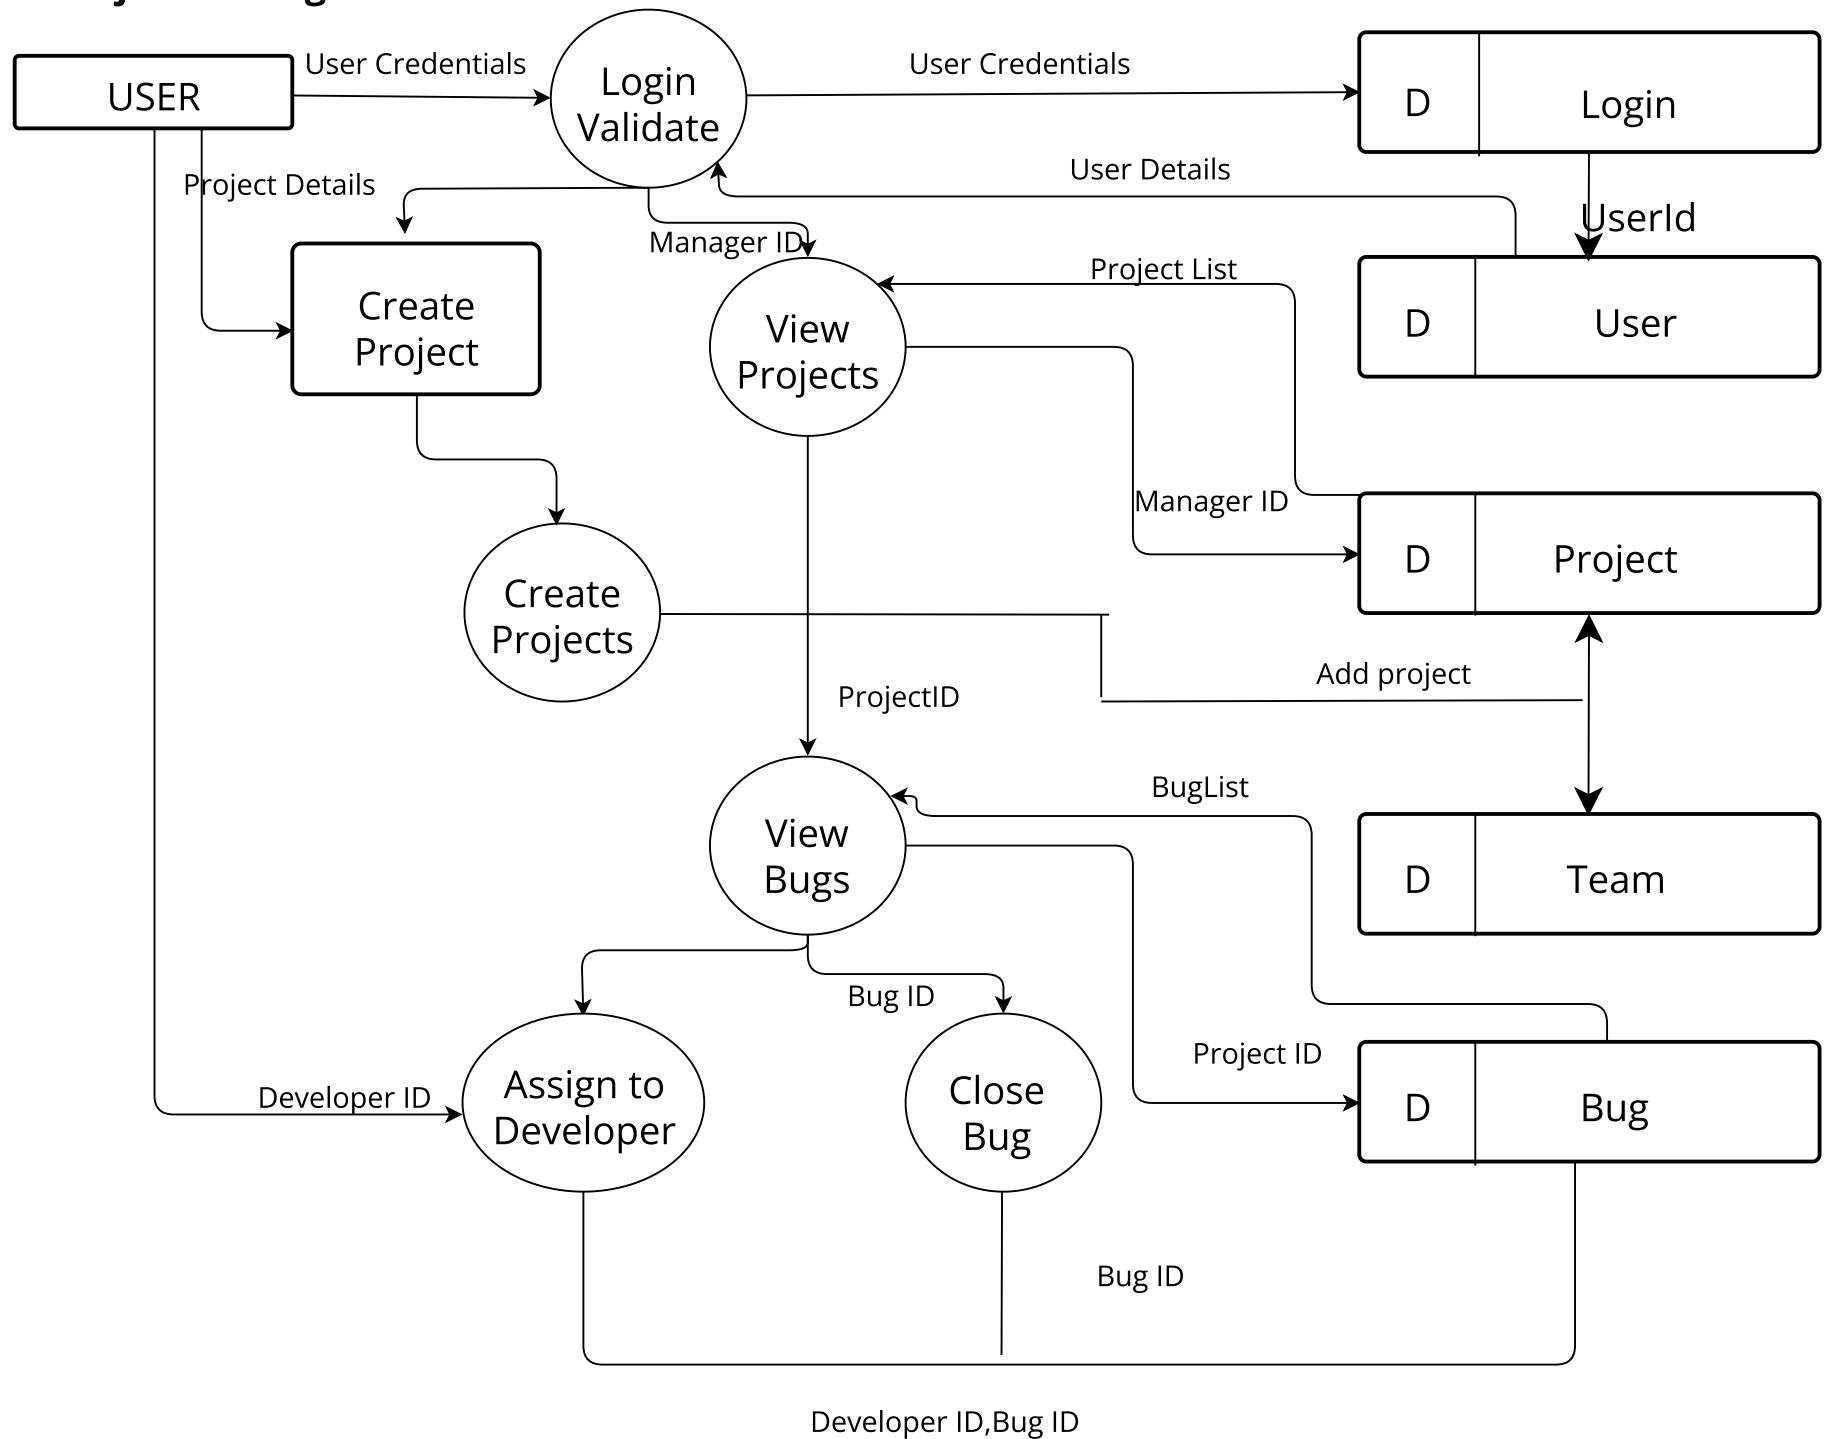 User Credentials
User Credentials
USER
Login
Validate
D
Login
Project Details
User Details
UserId
Manager ID
Project List
Create
Project
View
Projects
D
User
Manager ID
D
Project
Create
Projects
Add project
ProjectID
BugList
View
Bugs
D
Team
Bug ID
Project ID
Developer ID
Assign to
Developer
Close
Bug
D
Bug
Bug ID
Developer ID,Bug ID